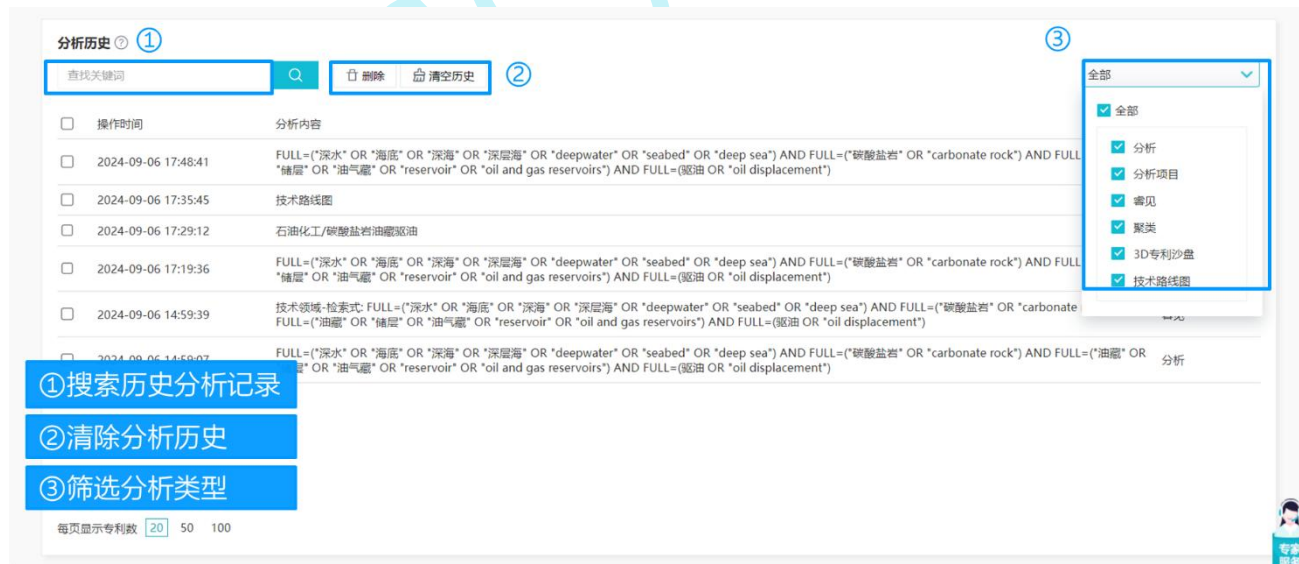 分析历史 ? ①
③
查找关键词
删除 清空历史 ②
全部
全部
分析
分析项目
睿见
聚类
3D专利沙盘
技术路线图
操作时间 分析内容
2024-09-06 17:48:41 FULL=("深水" OR "海底" OR "深海" OR "深层海" OR "deepwater" OR "seabed" OR "deep sea") AND FULL=("碳酸盐岩" OR "carbonate rock") AND FULL
"储层" OR "油气藏" OR "reservoir" OR "oil and gas reservoirs") AND FULL=(驱油 OR "oil displacement")
2024-09-06 17:35:45 技术路线图
2024-09-06 17:29:12 石油化工/碳酸盐岩油藏驱油
2024-09-06 17:19:36 FULL=("深水" OR "海底" OR "深海" OR "深层海" OR "deepwater" OR "seabed" OR "deep sea") AND FULL=("碳酸盐岩" OR "carbonate rock") AND FULL
"储层" OR "油气藏" OR "reservoir" OR "oil and gas reservoirs") AND FULL=(驱油 OR "oil displacement")
2024-09-06 14:59:39 技术领域-检索式: FULL=("深水" OR "海底" OR "深海" OR "深层海" OR "deepwater" OR "seabed" OR "deep sea") AND FULL=("碳酸盐岩" OR "carbonate
FULL=("油藏" OR "储层" OR "油气藏" OR "reservoir" OR "oil and gas reservoirs") AND FULL=(驱油 OR "oil displacement")
2024-09-06 14:59:07 FULL=("深水" OR "海底" OR "深海" OR "深层海" OR "deepwater" OR "seabed" OR "deep sea") AND FULL=("碳酸盐岩" OR "carbonate rock") AND FULL=("油藏" OR
OR "油气藏" OR "reservoir" OR "oil and gas reservoirs") AND FULL=(驱油 OR "oil displacement") 分析
①搜索历史分析记录
②清除分析历史
③筛选分析类型
每页显示专利数 20 50 100
专家